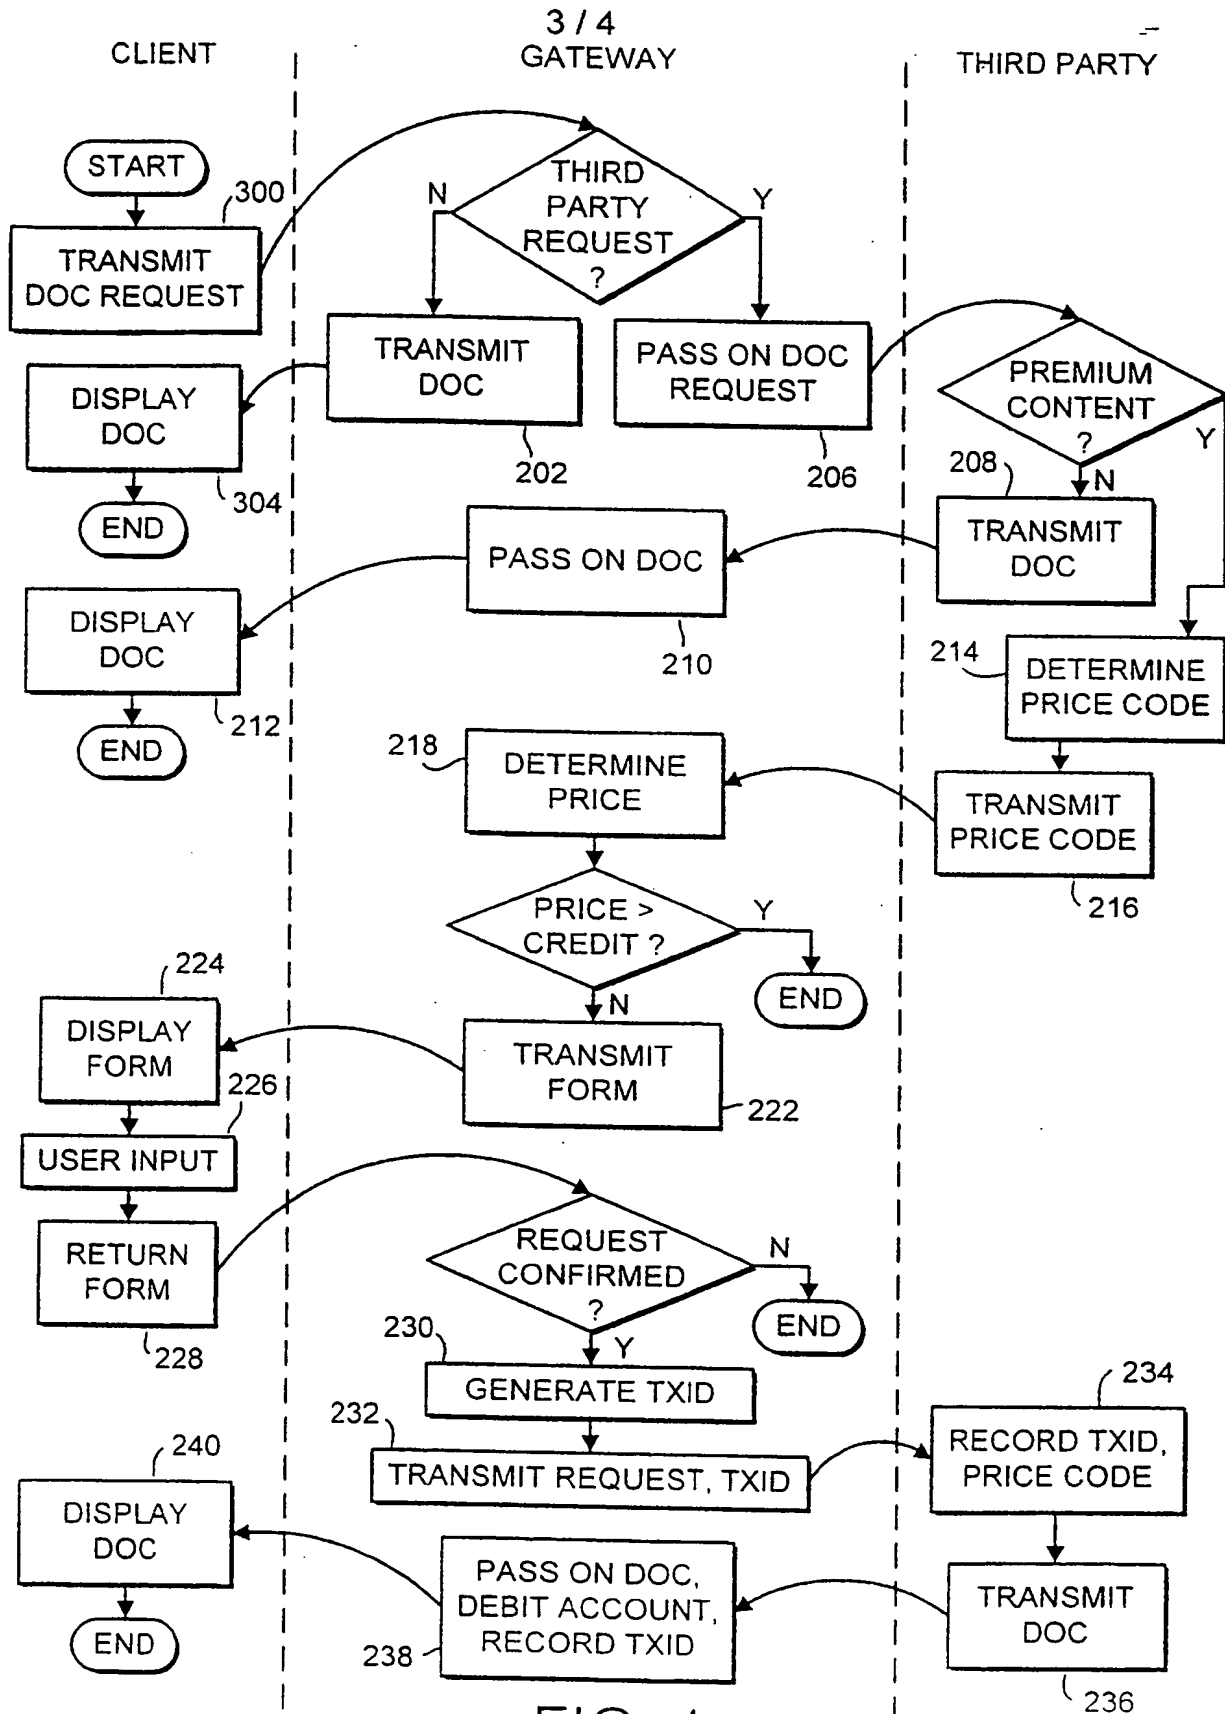 3 / 4
CLIENT
GATEWAY
THIRD PARTY
START
300
TRANSMIT
DOC REQUEST
THIRD
PARTY
REQUEST
?
N
Y
TRANSMIT
DOC
202
PASS ON DOC
REQUEST
206
PREMIUM
CONTENT
?
Y
N
DISPLAY
DOC
304
END
208
TRANSMIT
DOC
PASS ON DOC
210
DISPLAY
DOC
212
END
214
DETERMINE
PRICE CODE
218
DETERMINE
PRICE
TRANSMIT
PRICE CODE
216
PRICE >
CREDIT ?
Y
END
N
224
DISPLAY
FORM
TRANSMIT
FORM
222
226
USER INPUT
RETURN
FORM
228
REQUEST
CONFIRMED
?
N
END
Y
230
GENERATE TXID
232
TRANSMIT REQUEST, TXID
234
RECORD TXID,
PRICE CODE
240
DISPLAY
DOC
END
PASS ON DOC,
DEBIT ACCOUNT,
RECORD TXID
238
TRANSMIT
DOC
236